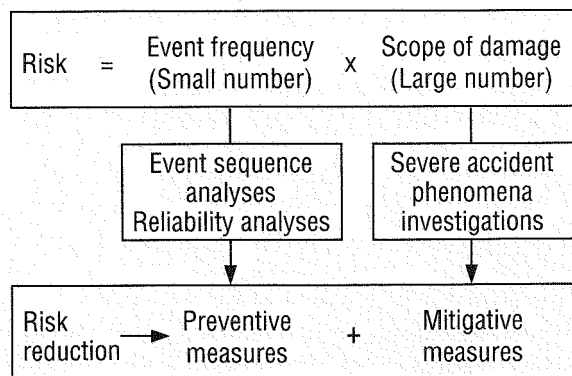 Risk = Event frequency x Scope of damage
(Small number) (Large number)
Event sequence
analyses
Reliability analyses
Severe accident
phenomena
investigations
Risk
reduction
Preventive
measures
+
Mitigative
measures